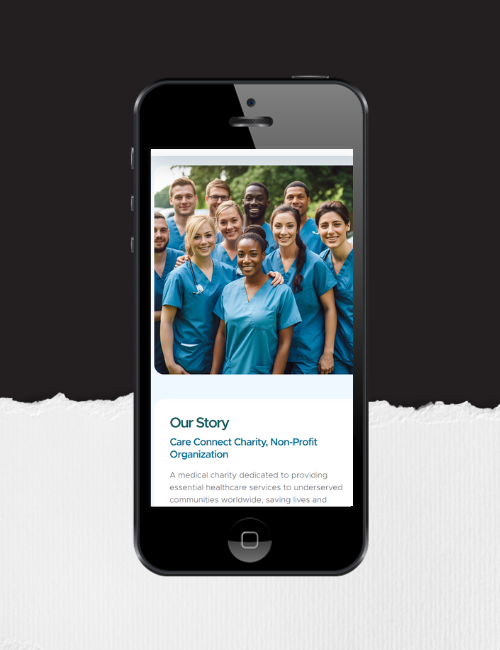 Our Story
Care Connect Charity, Non-Profit
Organization
A medical charity dedicated to providing
essential healthcare services to underserved
communities worldwide, saving lives and